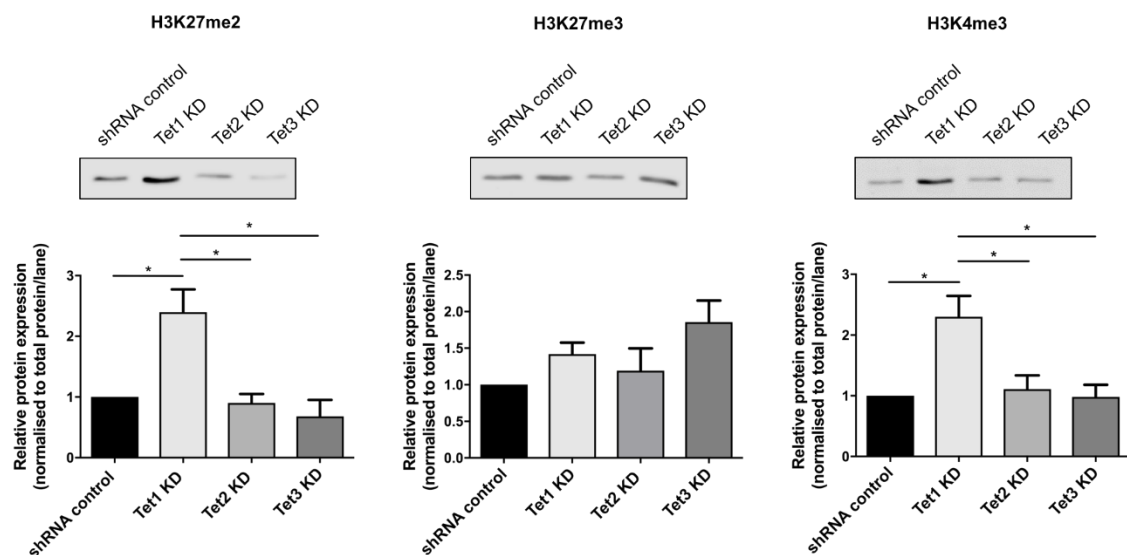 H3K27me2
shRNA control
Tet1 KD
Tet2 KD
Tet3 KD
*
*
*
Relative protein expression
(normalised to total protein/lane)
3
2
1
0
shRNA control
Tet1 KD
Tet2 KD
Tet3 KD
H3K27me3
shRNA control
Tet1 KD
Tet2 KD
Tet3 KD
Relative protein expression
(normalised to total protein/lane)
2.5
2.0
1.5
1.0
0.5
0.0
shRNA control
Tet1 KD
Tet2 KD
Tet3 KD
H3K4me3
shRNA control
Tet1 KD
Tet2 KD
Tet3 KD
*
*
*
Relative protein expression
(normalised to total protein/lane)
3
2
1
0
shRNA control
Tet1 KD
Tet2 KD
Tet3 KD